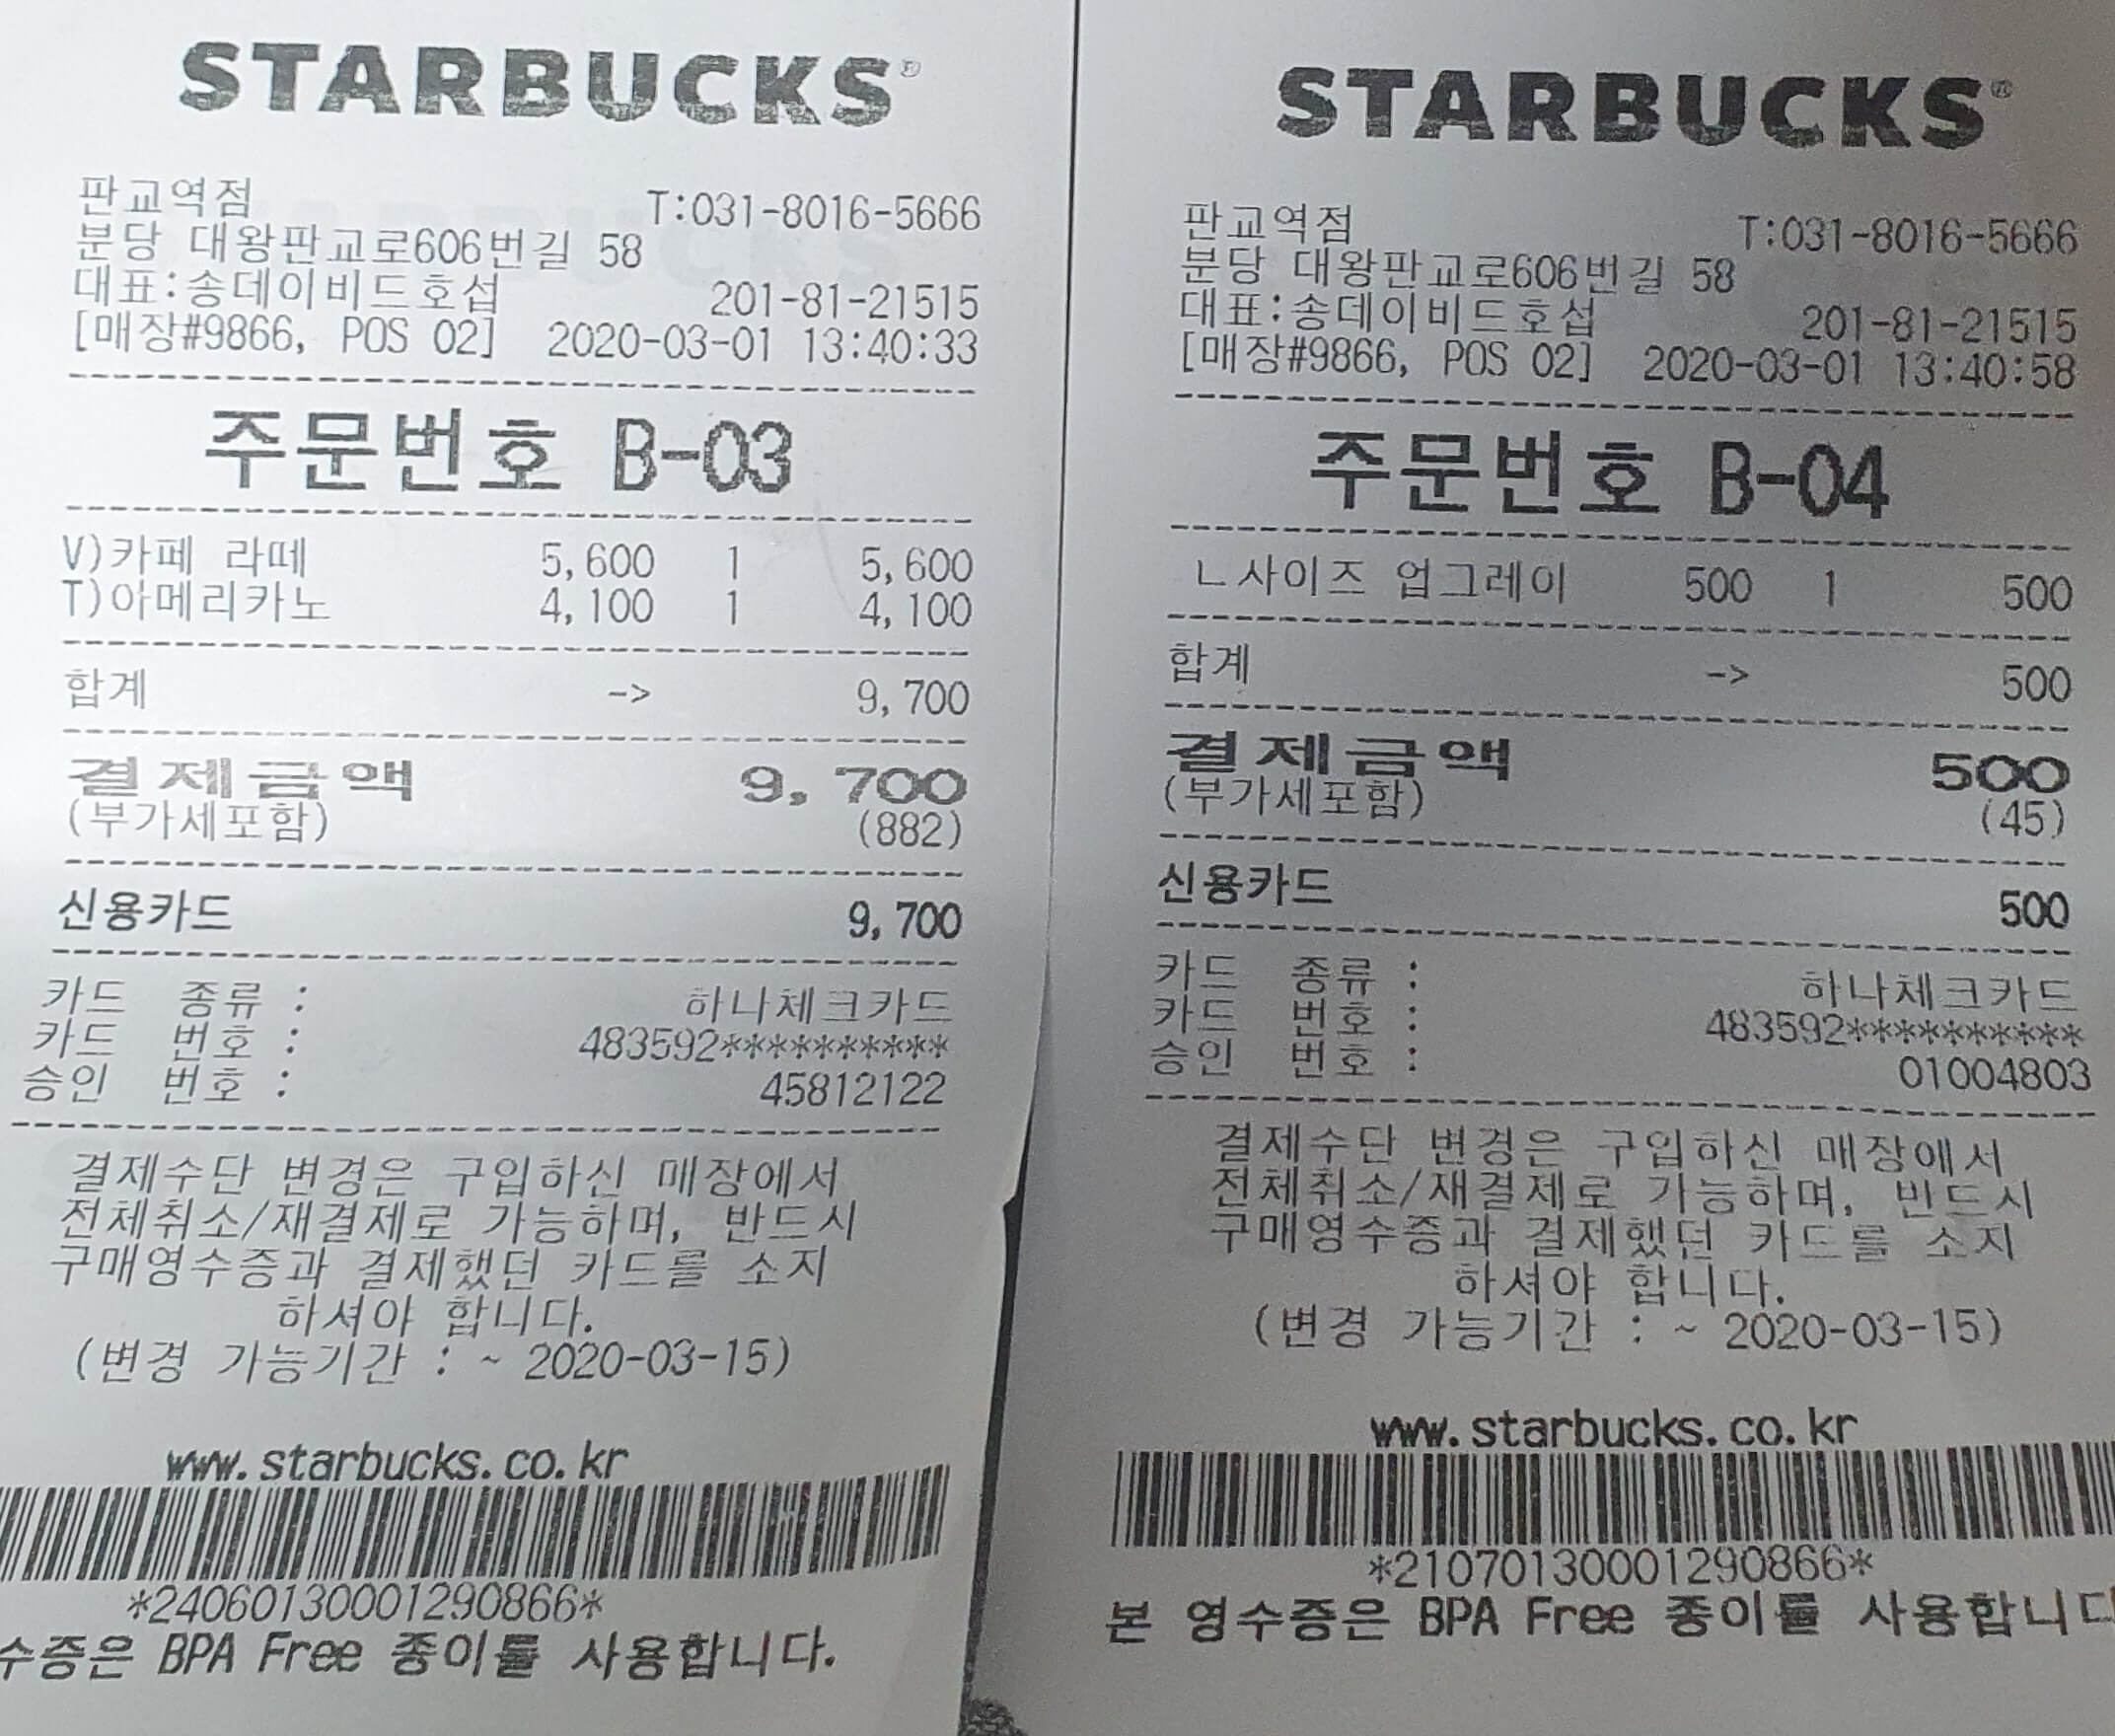 STARBUCKS®
판교역점 T:031-8016-5666
분당 대왕판교로606번길 58
대표:송데이비드호섭 201-81-21515
[매장#9866, POS 02] 2020-03-01 13:40:33
주문번호 B-03
V)카페 라떼 5,600 1 5,600
T)아메리카노 4,100 1 4,100
합계 -> 9,700
결제금액 9,700
(부가세포함) (882)
신용카드 9,700
카드 종류 : 하나체크카드
카드 번호 : 483592**********
승인 번호 : 45812122
결제수단 변경은 구입하신 매장에서
전체취소/재결제로 가능하며, 반드시
구매영수증과 결제했던 카드를 소지
하셔야 합니다.
(변경 가능기간 : ~ 2020-03-15)
www.starbucks.co.kr
*24060130001290866*
수증은 BPA Free 종이를 사용합니다.
STARBUCKS®
판교역점 T:031-8016-5666
분당 대왕판교로606번길 58
대표:송데이비드호섭 201-81-21515
[매장#9866, POS 02] 2020-03-01 13:40:58
주문번호 B-04
ㄴ사이즈 업그레이 500 1 500
합계 -> 500
결제금액 500
(부가세포함) (45)
신용카드 500
카드 종류 : 하나체크카드
카드 번호 : 483592**********
승인 번호 : 01004803
결제수단 변경은 구입하신 매장에서
전체취소/재결제로 가능하며, 반드시
구매영수증과 결제했던 카드를 소지
하셔야 합니다.
(변경 가능기간 : ~ 2020-03-15)
www.starbucks.co.kr
*21070130001290866*
본 영수증은 BPA Free 종이를 사용합니다